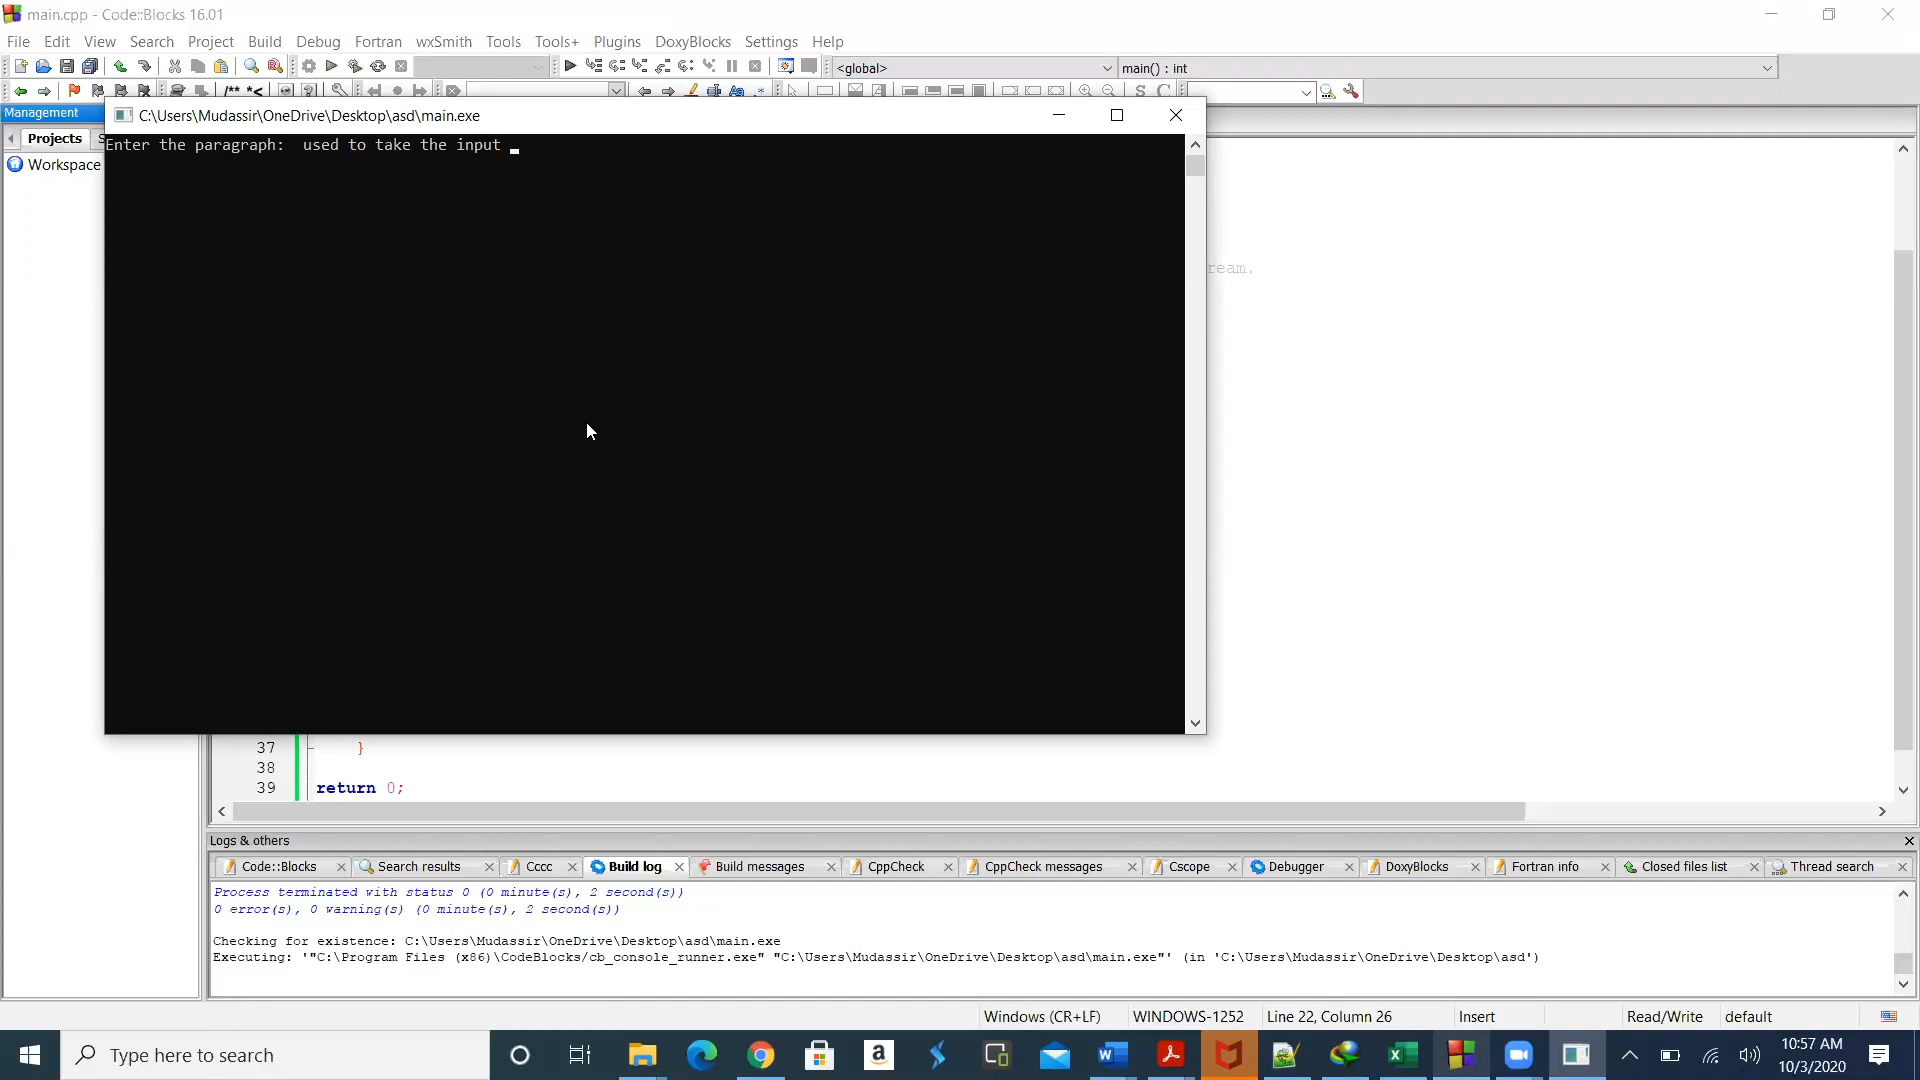 main.cpp - Code::Blocks 16.01
File Edit View Search Project Build Debug Fortran wxSmith Tools Tools+ Plugins DoxyBlocks Settings Help
<global> main() : int
/** *<
Management
C:\Users\Mudassir\OneDrive\Desktop\asd\main.exe
Projects S
Enter the paragraph:  used to take the input
Workspace
ream.
37 }
38
39 return 0;
Logs & others
Code::Blocks Search results Cccc Build log Build messages CppCheck CppCheck messages Cscope Debugger DoxyBlocks Fortran info Closed files list Thread search
Process terminated with status 0 (0 minute(s), 2 second(s))
0 error(s), 0 warning(s) (0 minute(s), 2 second(s))
Checking for existence: C:\Users\Mudassir\OneDrive\Desktop\asd\main.exe
Executing: '"C:\Program Files (x86)\CodeBlocks/cb_console_runner.exe" "C:\Users\Mudassir\OneDrive\Desktop\asd\main.exe"' (in 'C:\Users\Mudassir\OneDrive\Desktop\asd')
Windows (CR+LF) WINDOWS-1252 Line 22, Column 26 Insert Read/Write default
Type here to search
10:57 AM
10/3/2020